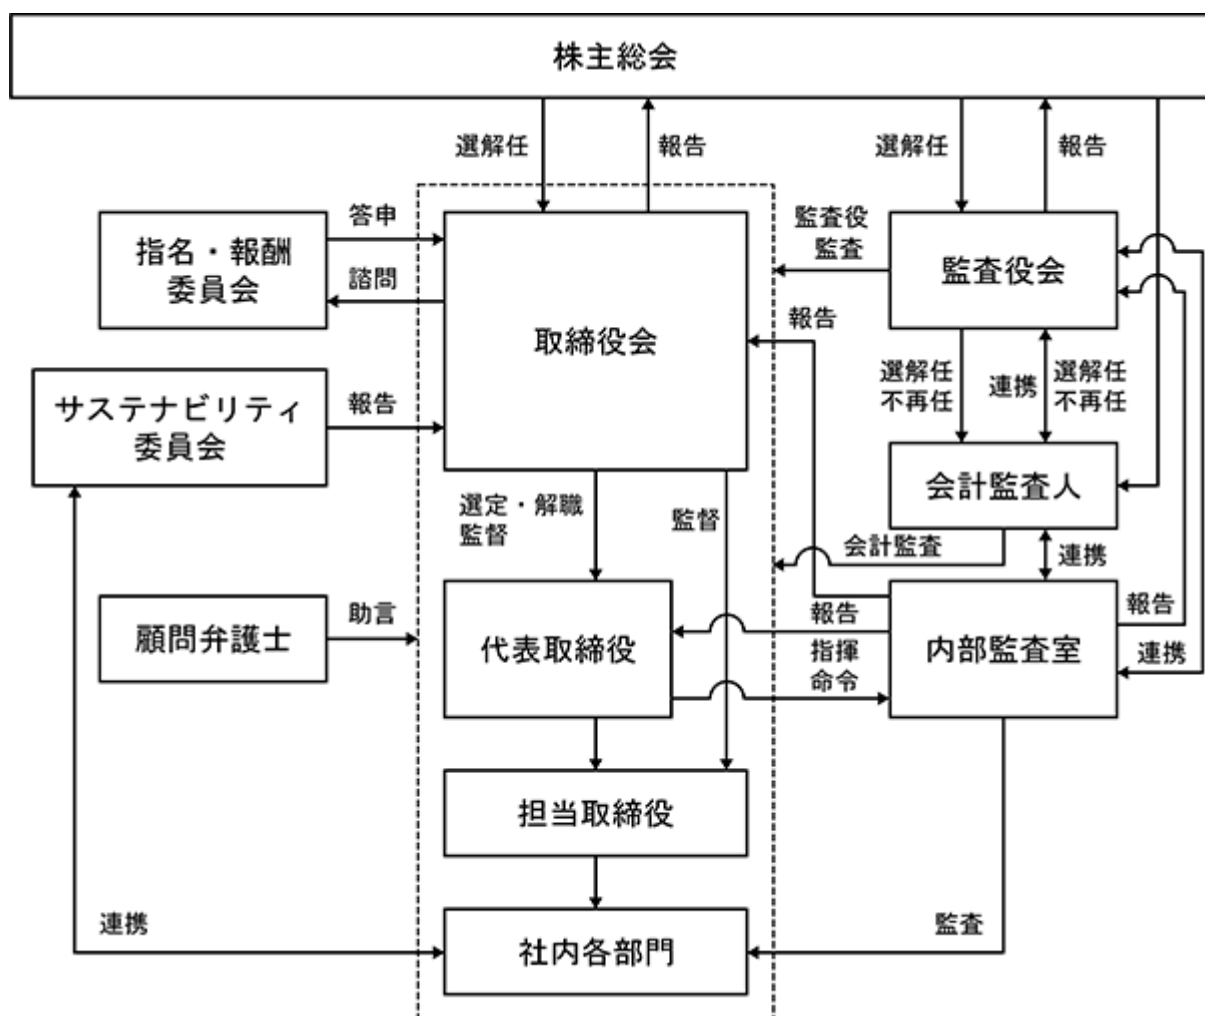 株主総会
選解任
報告
選解任
報告
答申
指名・報酬
委員会
諮問
取締役会
監査役
監査
監査役会
報告
サステナビリティ
委員会
報告
選解任
不再任
連携
選解任
不再任
会計監査人
選定・解職
監督
監督
会計監査
連携
顧問弁護士
助言
代表取締役
報告
指揮
命令
内部監査室
報告
連携
担当取締役
連携
社内各部門
監査